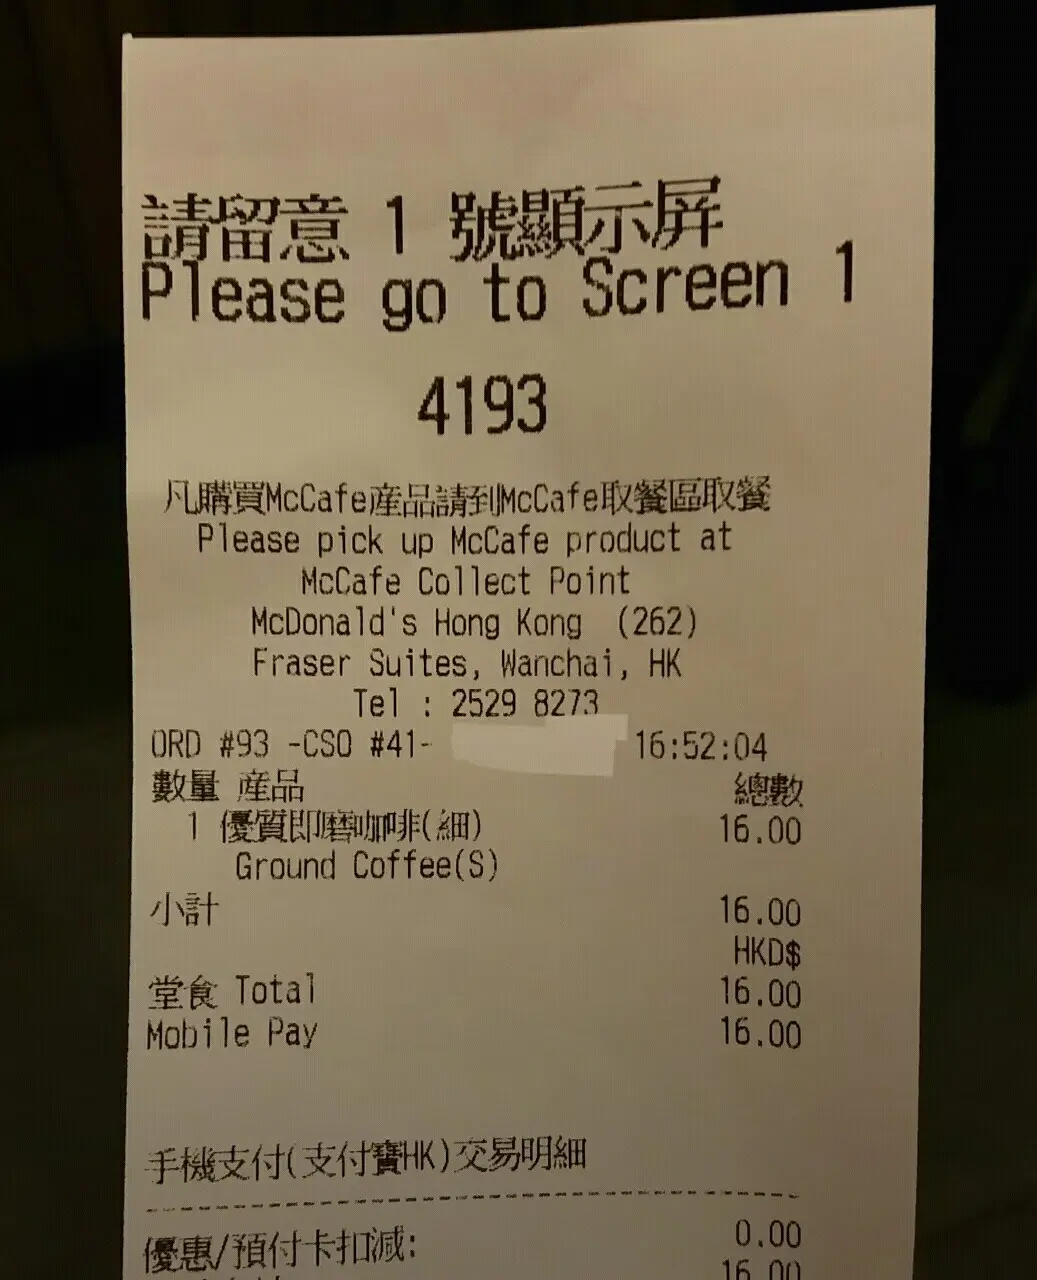 請留意 1 號顯示屏
Please go to Screen 1
4193
凡購買McCafe產品請到McCafe取餐區取餐
Please pick up McCafe product at
McCafe Collect Point
McDonald's Hong Kong (262)
Fraser Suites, Wanchai, HK
Tel : 2529 8273
ORD #93 -CSO #41- 16:52:04
數量 產品 總數
1 優質即磨咖啡(細) 16.00
Ground Coffee(S)
小計 16.00
HKD$
堂食 Total 16.00
Mobile Pay 16.00
手機支付(支付寶HK)交易明細
優惠/預付卡扣減: 0.00
16.00